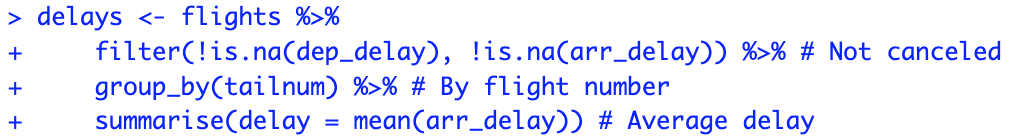 > delays <- flights %>%
+     filter(!is.na(dep_delay), !is.na(arr_delay)) %>% # Not canceled
+     group_by(tailnum) %>% # By flight number
+     summarise(delay = mean(arr_delay)) # Average delay